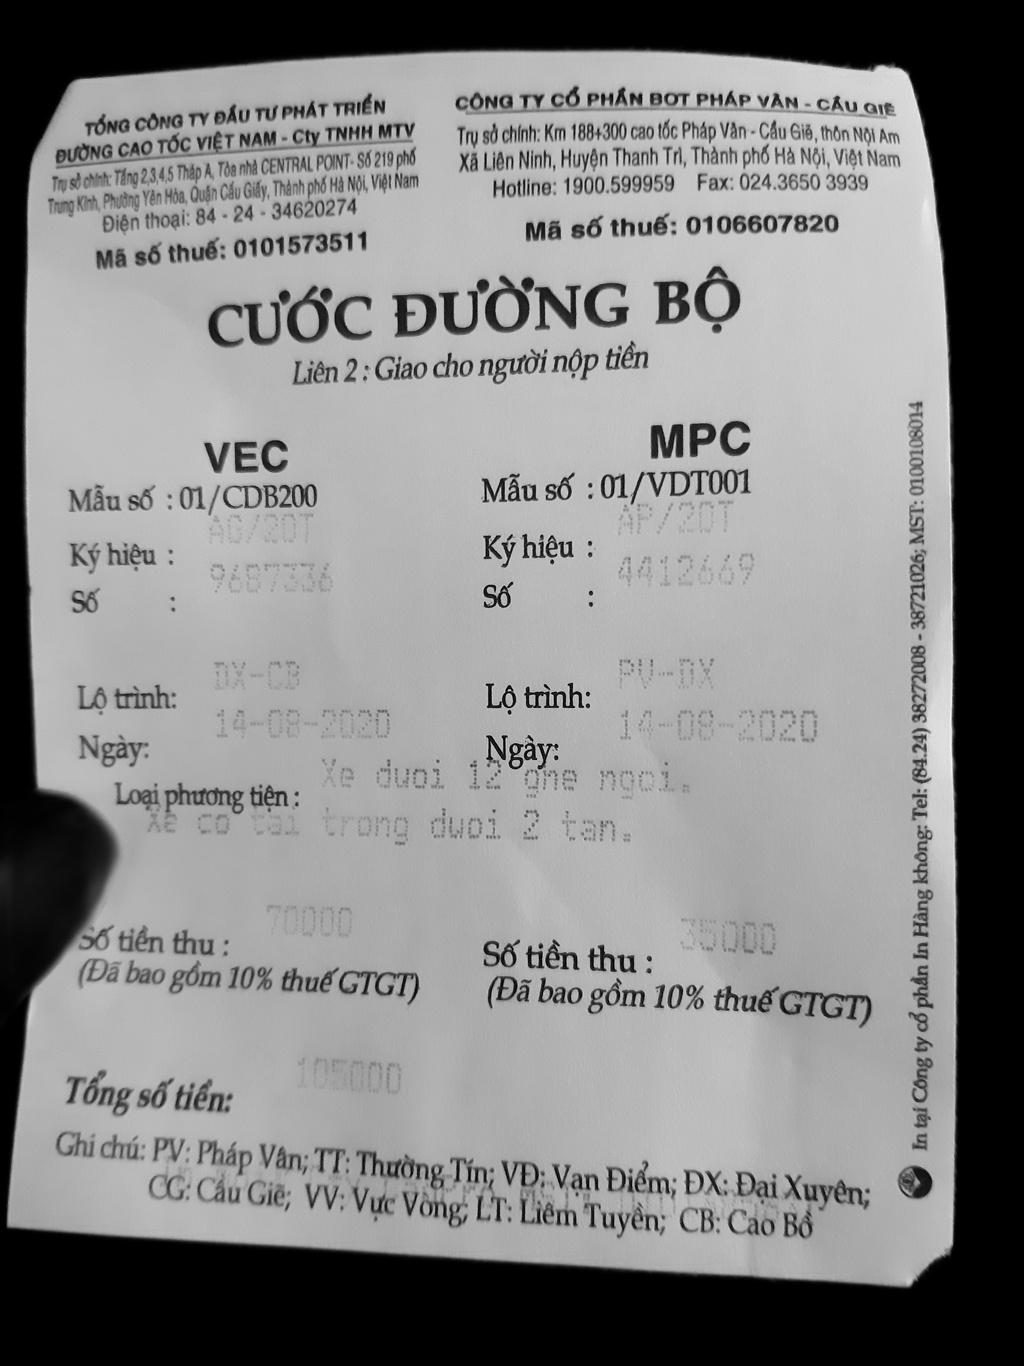 TỔNG CÔNG TY ĐẦU TƯ PHÁT TRIỂN
ĐƯỜNG CAO TỐC VIỆT NAM - Cty TNHH MTV
Trụ sở chính: Tầng 2,3,4,5 Tháp A, Tòa nhà CENTRAL POINT- Số 219 phố
Trung Kính, Phường Yên Hòa, Quận Cầu Giấy, Thành phố Hà Nội, Việt Nam
Điện thoại: 84 - 24 - 34620274
Mã số thuế: 0101573511
CÔNG TY CỔ PHẦN BOT PHÁP VÂN - CẦU GIẼ
Trụ sở chính: Km 188+300 cao tốc Pháp Vân - Cầu Giẽ, thôn Nội Am
Xã Liên Ninh, Huyện Thanh Trì, Thành phố Hà Nội, Việt Nam
Hotline: 1900.599959 Fax: 024.3650 3939
Mã số thuế: 0106607820
CƯỚC ĐƯỜNG BỘ
Liên 2 : Giao cho người nộp tiền
VEC
Mẫu số : 01/CDB200
Ký hiệu : AO/20T
Số : 9687336
Lộ trình: DX-CB
Ngày: 14-08-2020
MPC
Mẫu số : 01/VDT001
Ký hiệu : AP/20T
Số : 4412669
Lộ trình: PV-DX
Ngày: 14-08-2020
Loại phương tiện : Xe duoi 12 ghe ngoi.
Xe co tai trong duoi 2 tan.
Số tiền thu : 70000
(Đã bao gồm 10% thuế GTGT)
Số tiền thu : 35000
(Đã bao gồm 10% thuế GTGT)
Tổng số tiền: 105000
Ghi chú: PV: Pháp Vân; TT: Thường Tín; VĐ: Vạn Điểm; ĐX: Đại Xuyên;
CG: Cầu Giẽ; VV: Vực Vòng; LT: Liêm Tuyền; CB: Cao Bồ
In tại Công ty cổ phần In Hàng không: Tel: (84.24) 38272008 - 38721026; MST: 0100108014